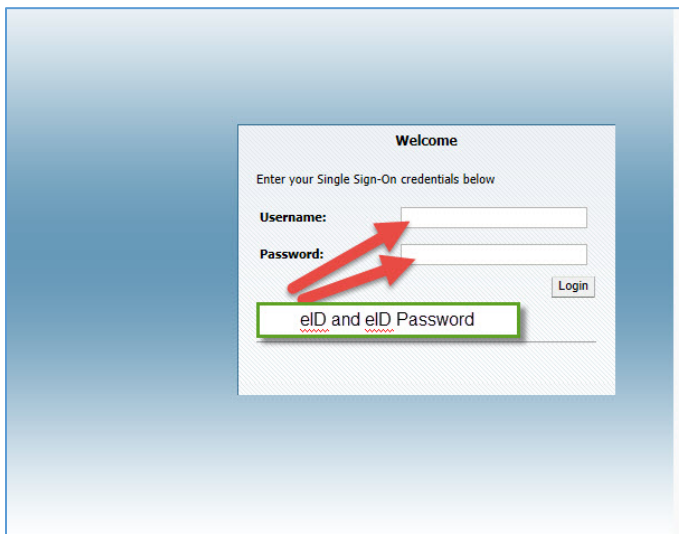 Welcome
Enter your Single Sign-On credentials below
Username:
Password:
Login
eID and eID Password